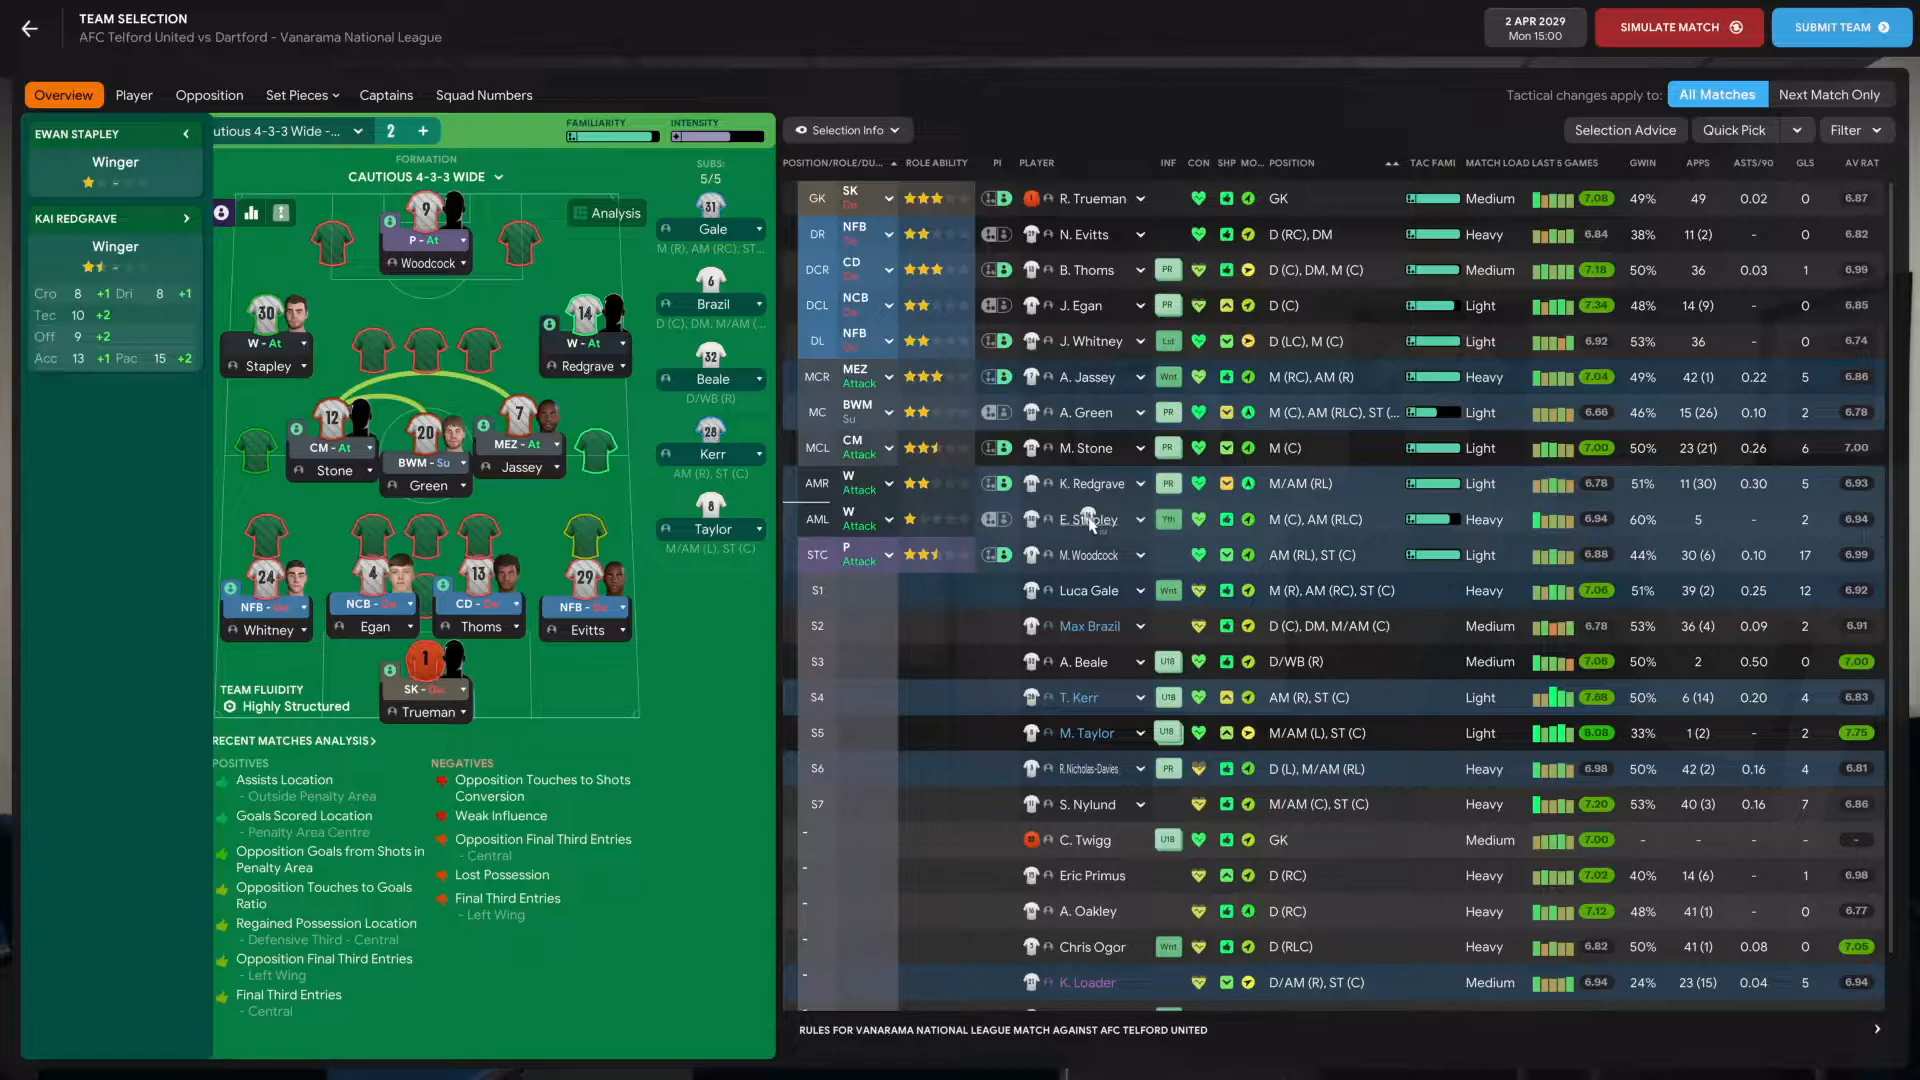 TEAM SELECTION
AFC Telford United vs Dartford - Vanarama National League
2 APR 2029
Mon 15:00
SIMULATE MATCH
SUBMIT TEAM
Overview
Player
Opposition
Set Pieces
Captains
Squad Numbers
Tactical changes apply to:
All Matches
Next Match Only
EWAN STAPLEY
Winger
KAI REDGRAVE
Winger
Cro 8 +1 Dri 8 +1
Tec 10 +2
Off 9 +2
Acc 13 +1 Pac 15 +2
utious 4-3-3 Wide -...
2 +
FAMILIARITY
INTENSITY
FORMATION
CAUTIOUS 4-3-3 WIDE
Analysis
9
P - At
Woodcock
30
W - At
Stapley
14
W - At
Redgrave
12
CM - At
Stone
20
BWM - Su
Green
7
MEZ - At
Jassey
24
NFB - De
Whitney
4
NCB - De
Egan
13
CD - De
Thoms
29
NFB - De
Evitts
1
SK - De
Trueman
TEAM FLUIDITY
Highly Structured
SUBS:
5/5
31
Gale
M (R), AM (RC), ST...
6
Brazil
D (C), DM, M/AM (...
32
Beale
D/WB (R)
28
Kerr
AM (R), ST (C)
8
Taylor
M/AM (L), ST (C)
RECENT MATCHES ANALYSIS>
POSITIVES
Assists Location
- Outside Penalty Area
Goals Scored Location
- Penalty Area Centre
Opposition Goals from Shots in
Penalty Area
Opposition Touches to Goals
Ratio
Regained Possession Location
- Defensive Third - Central
Opposition Final Third Entries
- Left Wing
Final Third Entries
- Central
NEGATIVES
Opposition Touches to Shots
Conversion
Weak Influence
Opposition Final Third Entries
- Central
Lost Possession
Final Third Entries
- Left Wing
Selection Info
Selection Advice
Quick Pick
Filter
POSITION/ROLE/DU... ROLE ABILITY PI PLAYER INF CON SHP MO... POSITION TAC FAMI MATCH LOAD LAST 5 GAMES GWIN APPS ASTS/90 GLS AV RAT
GK SK De R. Trueman GK Medium 7.08 49% 49 0.02 0 6.87
DR NFB De N. Evitts D (RC), DM Heavy 6.84 38% 11 (2) - 0 6.82
DCR CD De B. Thoms PR D (C), DM, M (C) Medium 7.18 50% 36 0.03 1 6.99
DCL NCB De J. Egan PR D (C) Light 7.34 48% 14 (9) - 0 6.85
DL NFB De J. Whitney Lst D (LC), M (C) Light 6.92 53% 36 - 0 6.74
MCR MEZ Attack A. Jassey Wnt M (RC), AM (R) Heavy 7.04 49% 42 (1) 0.22 5 6.86
MC BWM Su A. Green PR M (C), AM (RLC), ST (... Light 6.66 46% 15 (26) 0.10 2 6.78
MCL CM Attack M. Stone PR M (C) Light 7.00 50% 23 (21) 0.26 6 7.00
AMR W Attack K. Redgrave PR M/AM (RL) Light 6.78 51% 11 (30) 0.30 5 6.93
AML W Attack E. Stapley Yth M (C), AM (RLC) Heavy 6.94 60% 5 - 2 6.94
STC P Attack M. Woodcock AM (RL), ST (C) Light 6.88 44% 30 (6) 0.10 17 6.99
S1 Luca Gale Wnt M (R), AM (RC), ST (C) Heavy 7.06 51% 39 (2) 0.25 12 6.92
S2 Max Brazil D (C), DM, M/AM (C) Medium 6.78 53% 36 (4) 0.09 2 6.91
S3 A. Beale U18 D/WB (R) Medium 7.06 50% 2 0.50 0 7.00
S4 T. Kerr U18 AM (R), ST (C) Light 7.68 50% 6 (14) 0.20 4 6.83
S5 M. Taylor U18 M/AM (L), ST (C) Light 8.08 33% 1 (2) - 2 7.75
S6 R. Nicholas-Davies PR D (L), M/AM (RL) Heavy 6.98 50% 42 (2) 0.16 4 6.81
S7 S. Nylund M/AM (C), ST (C) Heavy 7.20 53% 40 (3) 0.16 7 6.86
- C. Twigg U18 GK Medium 7.00 - - - - -
- Eric Primus D (RC) Heavy 7.02 40% 14 (6) - 1 6.98
- A. Oakley D (RC) Heavy 7.12 48% 41 (1) - 0 6.77
- Chris Ogor Wnt D (RLC) Heavy 6.82 50% 41 (1) 0.08 0 7.05
- K. Loader D/AM (R), ST (C) Medium 6.94 24% 23 (15) 0.04 5 6.94
RULES FOR VANARAMA NATIONAL LEAGUE MATCH AGAINST AFC TELFORD UNITED